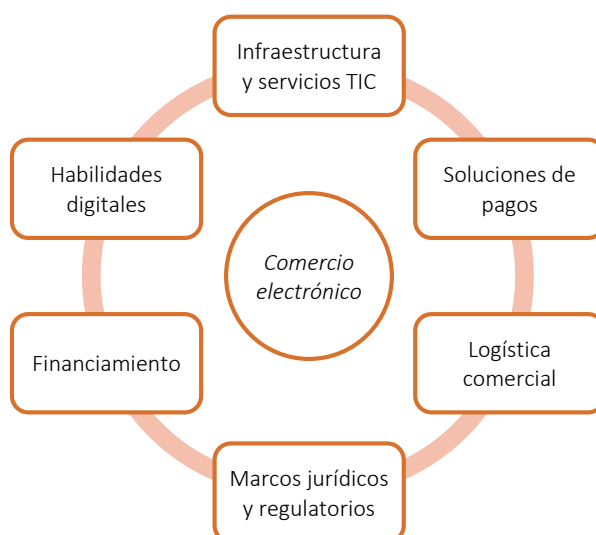 Infraestructura
y servicios TIC
Habilidades
digitales
Soluciones de
pagos
Comercio
electrónico
Financiamiento
Logística
comercial
Marcos jurídicos
y regulatorios